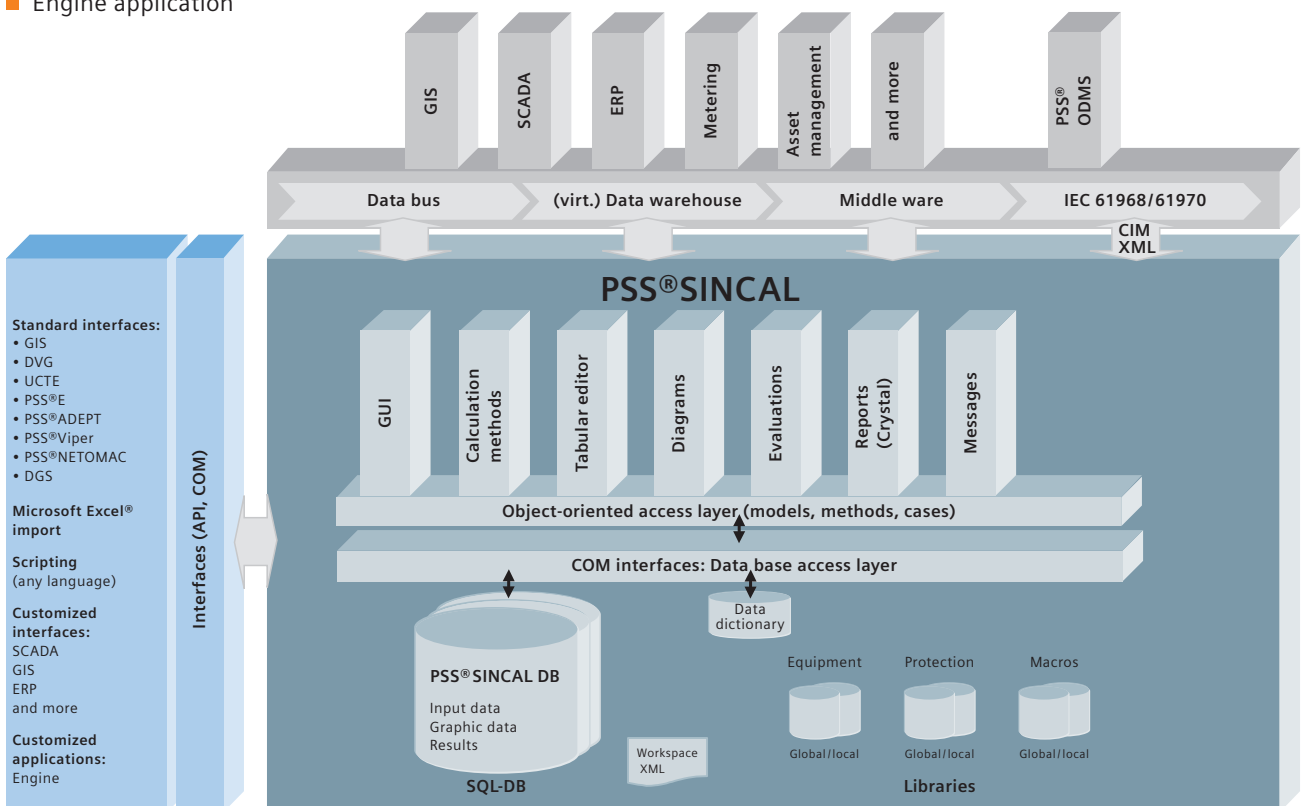 ■ Engine application
GIS
SCADA
ERP
Metering
Asset
management
and more
PSS®
ODMS
Data bus
(virt.) Data warehouse
Middle ware
IEC 61968/61970
CIM
XML
Standard interfaces:
• GIS
• DVG
• UCTE
• PSS®E
• PSS®ADEPT
• PSS®Viper
• PSS®NETOMAC
• DGS
Microsoft Excel®
import
Scripting
(any language)
Customized
interfaces:
SCADA
GIS
ERP
and more
Customized
applications:
Engine
Interfaces (API, COM)
PSS®SINCAL
GUI
Calculation
methods
Tabular editor
Diagrams
Evaluations
Reports
(Crystal)
Messages
Object-oriented access layer (models, methods, cases)
COM interfaces: Data base access layer
Data
dictionary
PSS®SINCAL DB
Input data
Graphic data
Results
SQL-DB
Workspace
XML
Equipment
Protection
Macros
Global/local
Global/local
Global/local
Libraries